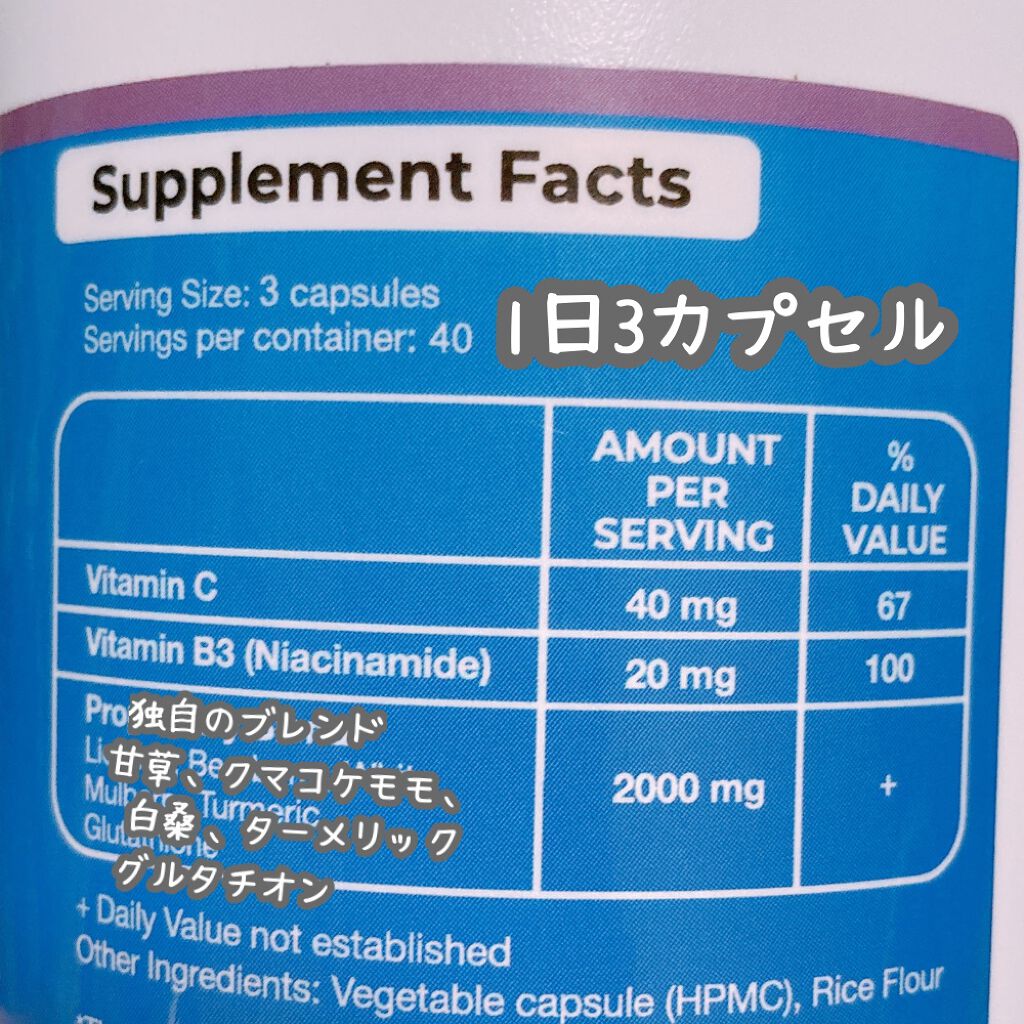 Supplement Facts
Serving Size: 3 capsules
Servings per container: 40
1日3カプセル
AMOUNT PER SERVING
% DAILY VALUE
Vitamin C 40 mg 67
Vitamin B3 (Niacinamide) 20 mg 100
独自のブレンド
甘草、クマコケモモ、
白桑、ターメリック
グルタチオン
Turmeric
2000 mg +
+ Daily Value not established
Other Ingredients: Vegetable capsule (HPMC), Rice Flour